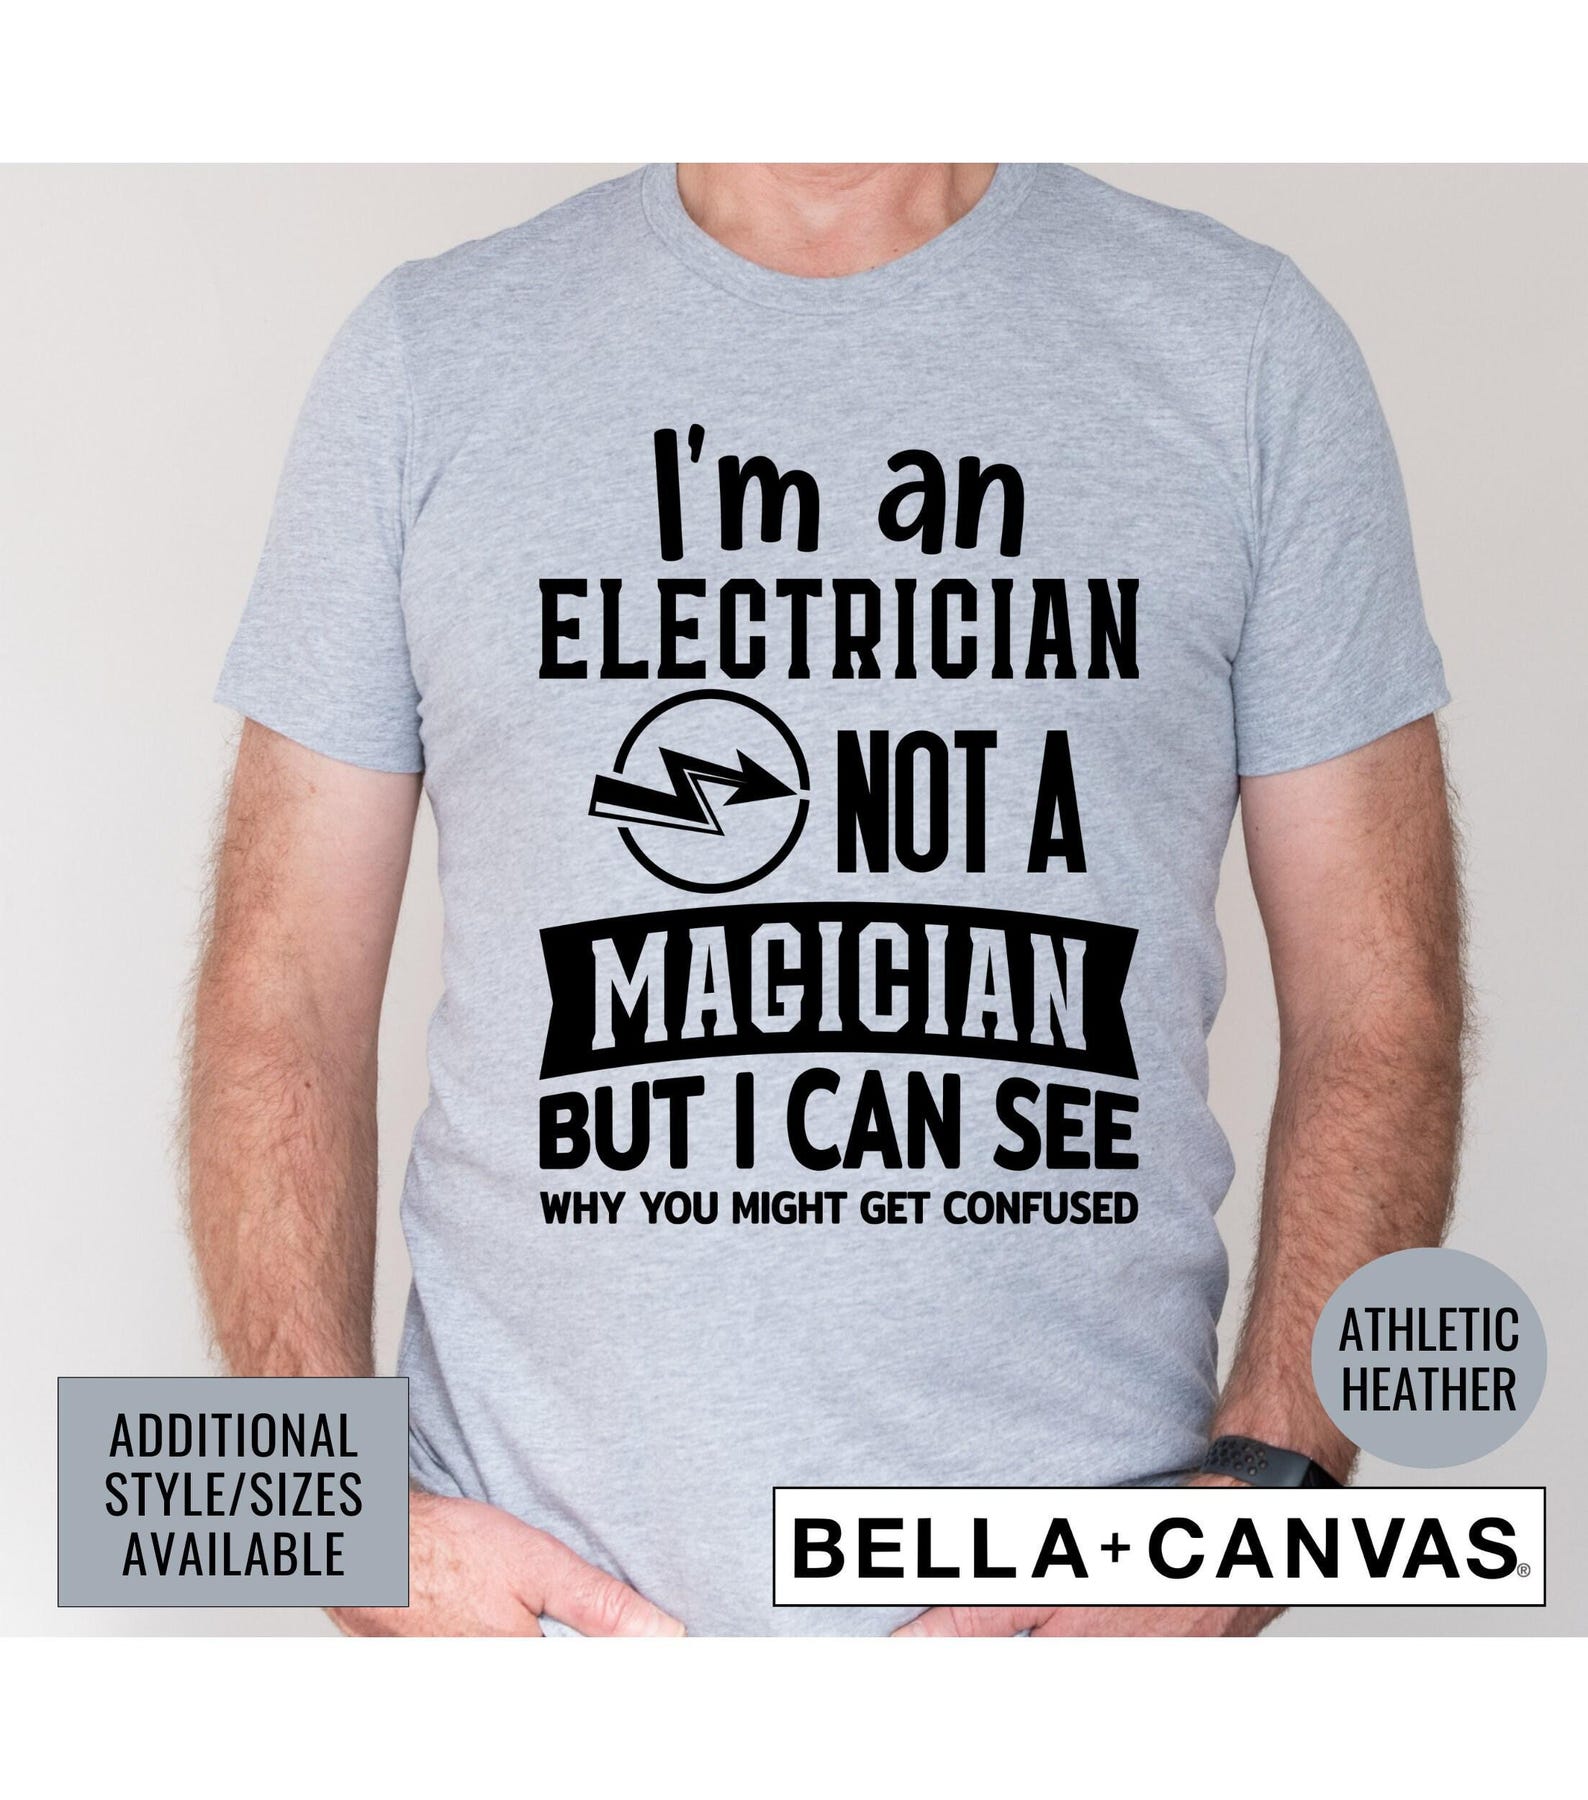 I'm an
ELECTRICIAN
NOT A
MAGICIAN
BUT I CAN SEE
WHY YOU MIGHT GET CONFUSED
ATHLETIC
HEATHER
ADDITIONAL
STYLE/SIZES
AVAILABLE
BELLA+CANVAS®